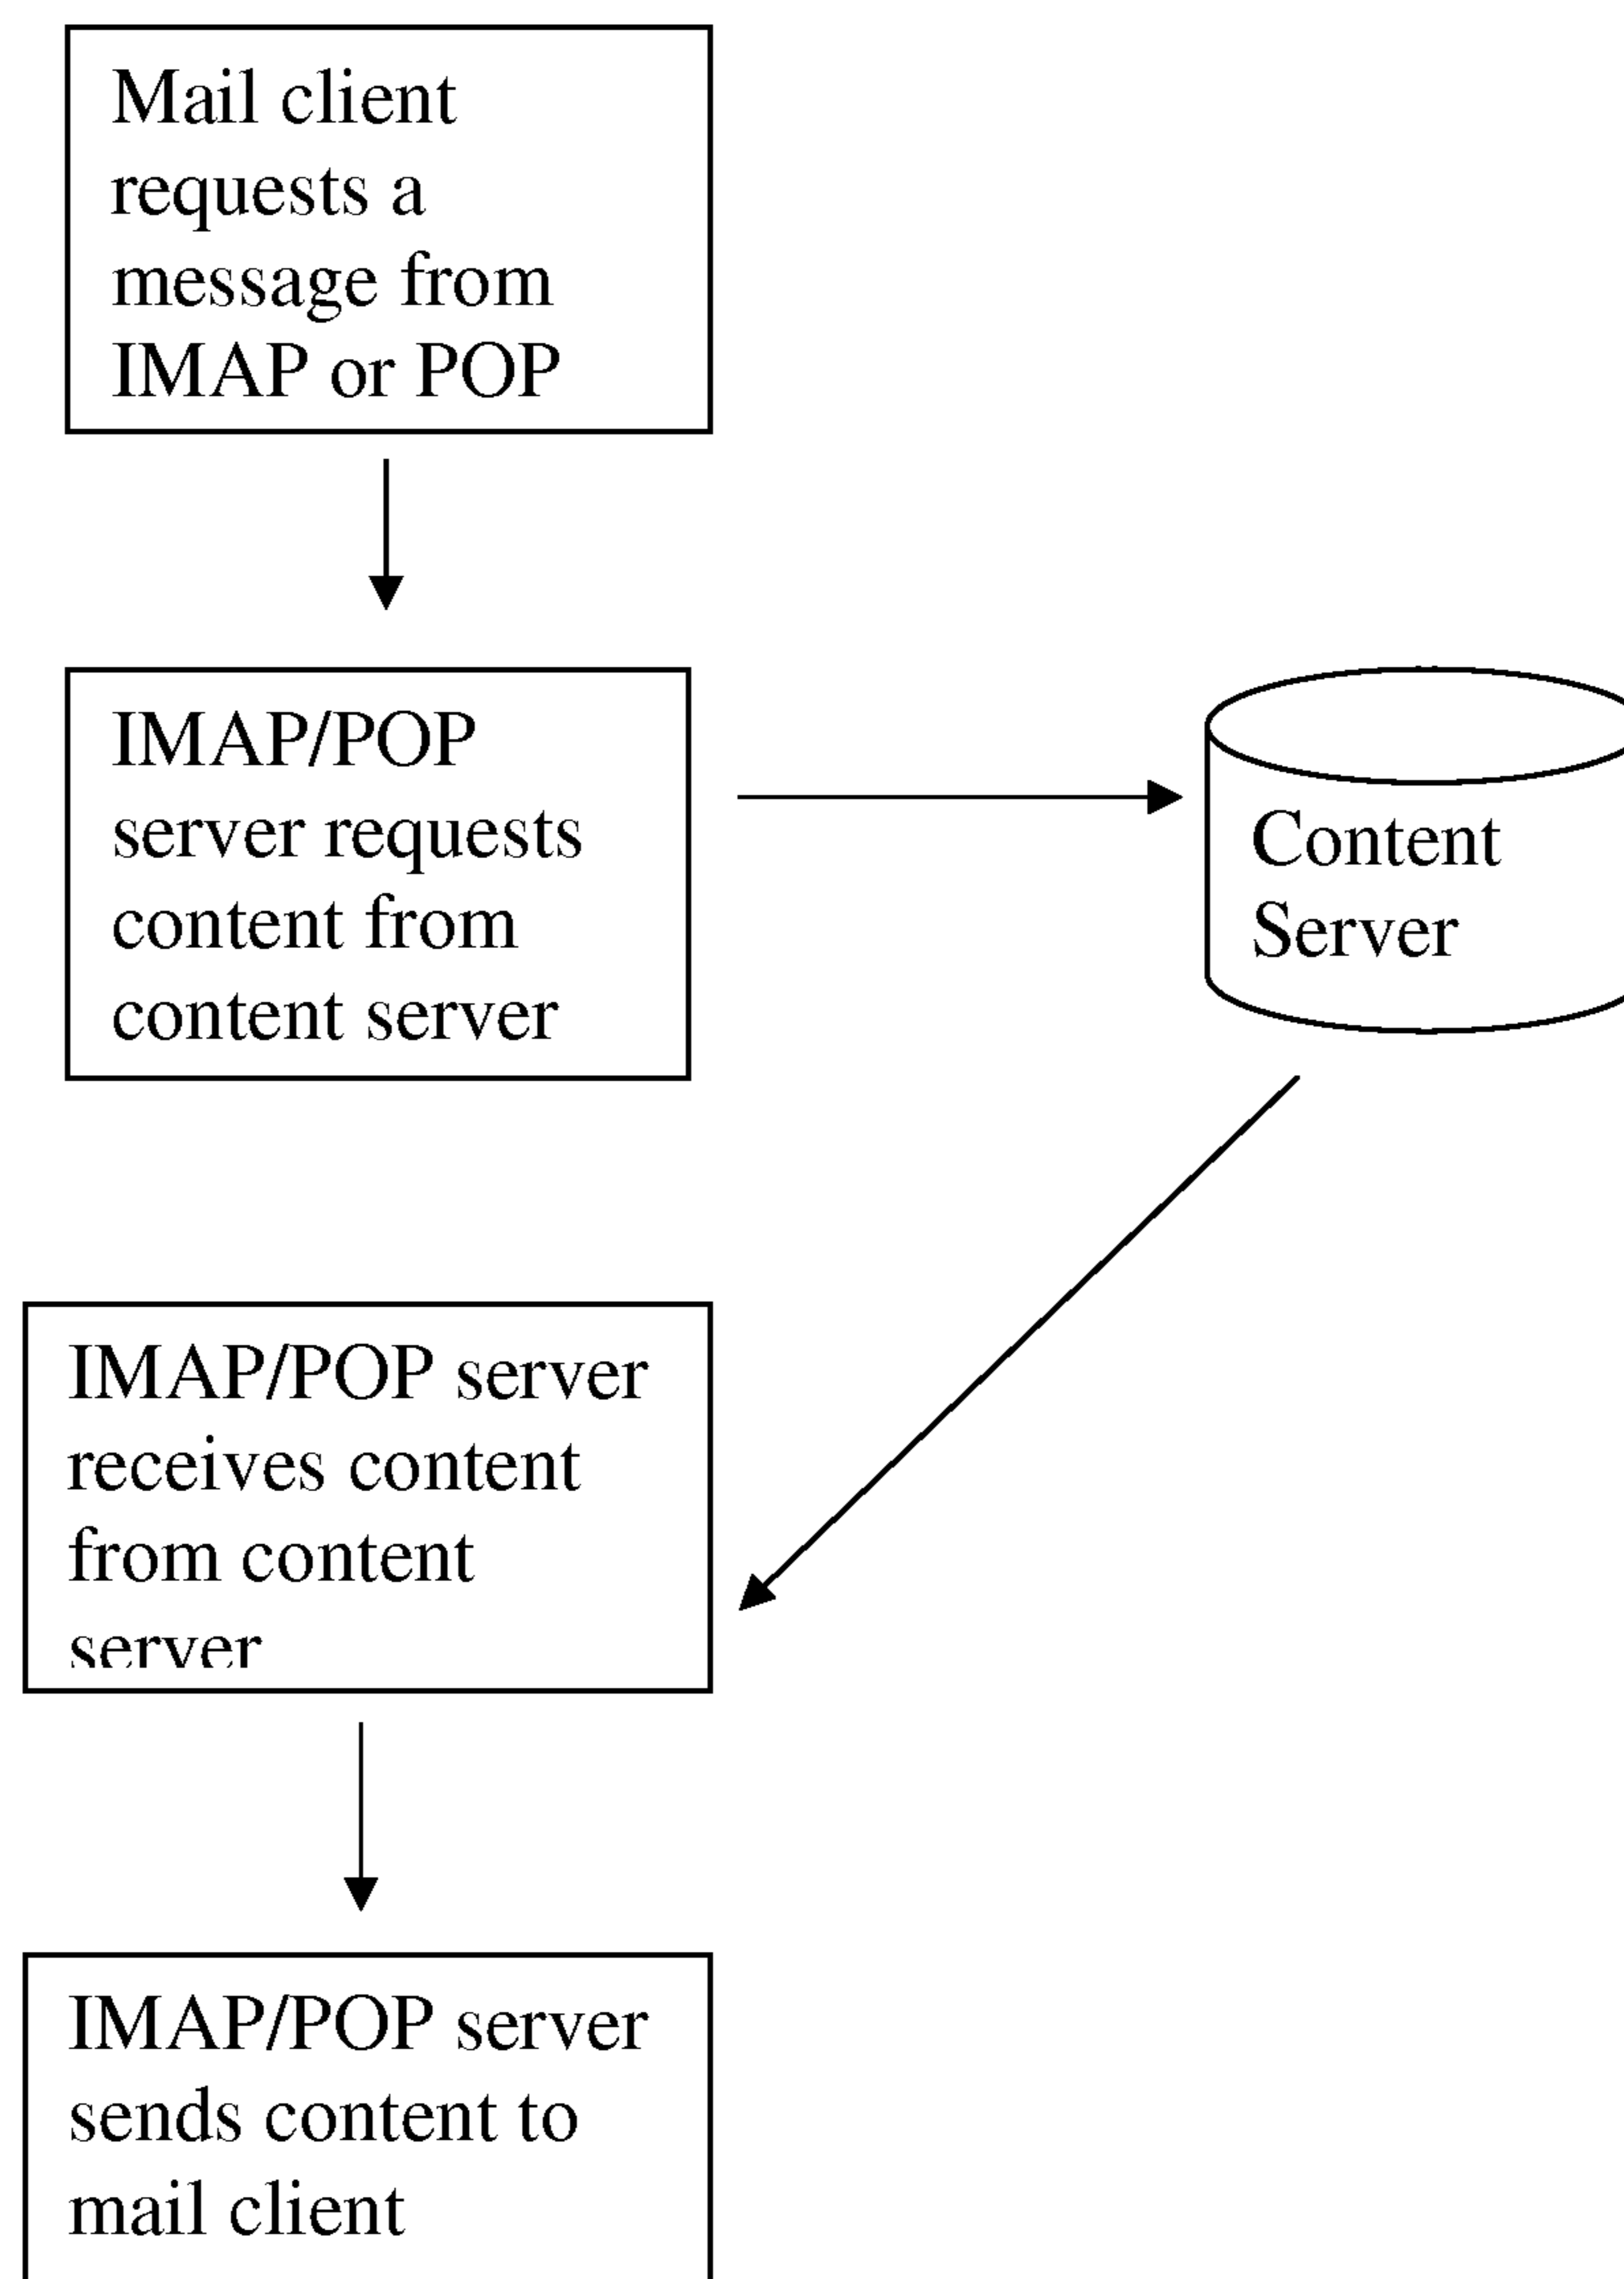 Mail client
requests a
message from
IMAP or POP
IMAP/POP
server requests
content from
content server
Content
Server
IMAP/POP server
receives content
from content
server
IMAP/POP server
sends content to
mail client